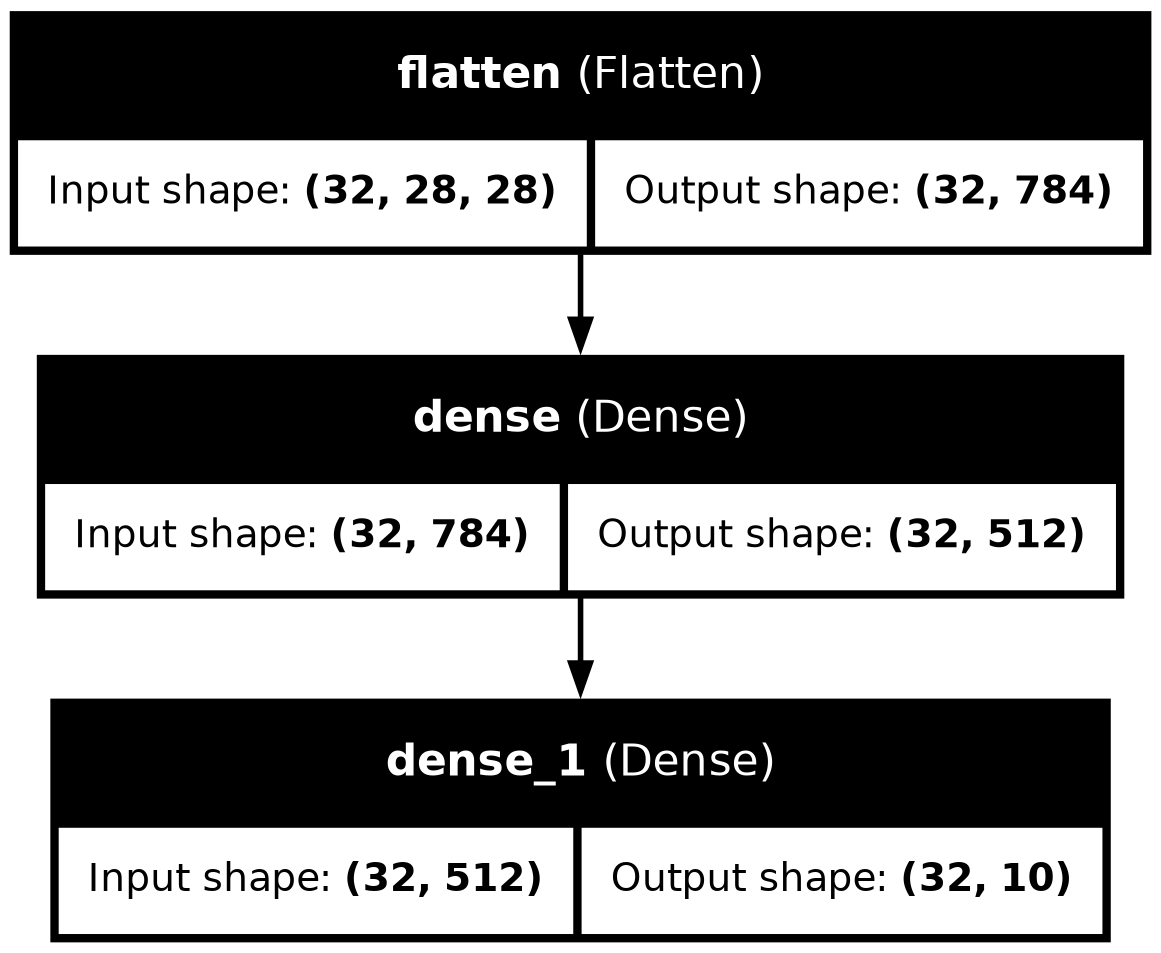 flatten (Flatten)
Input shape: (32, 28, 28) Output shape: (32, 784)
dense (Dense)
Input shape: (32, 784) Output shape: (32, 512)
dense_1 (Dense)
Input shape: (32, 512) Output shape: (32, 10)